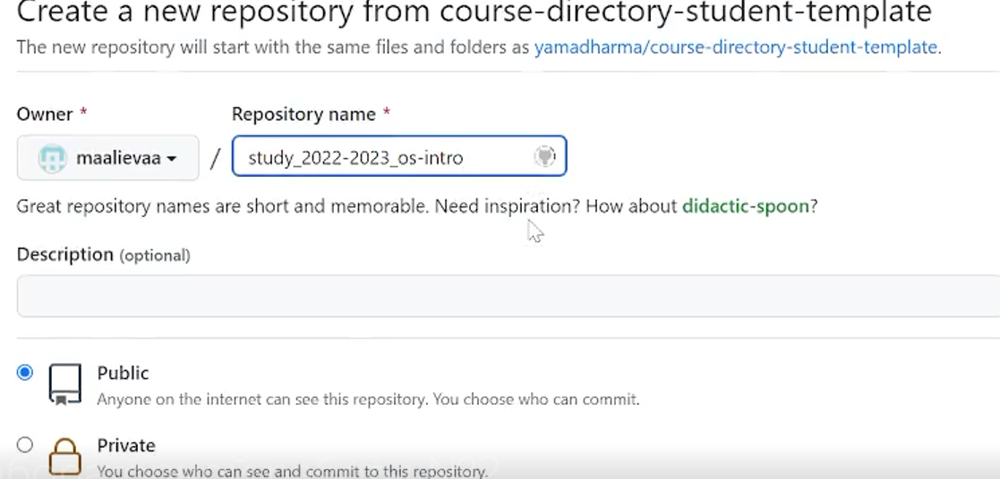 Create a new repository from course-directory-student-template
The new repository will start with the same files and folders as yamadharma/course-directory-student-template.
Owner * Repository name *
maalievaa / study_2022-2023_os-intro
Great repository names are short and memorable. Need inspiration? How about didactic-spoon?
Description (optional)
Public
Anyone on the internet can see this repository. You choose who can commit.
Private
You choose who can see and commit to this repository.